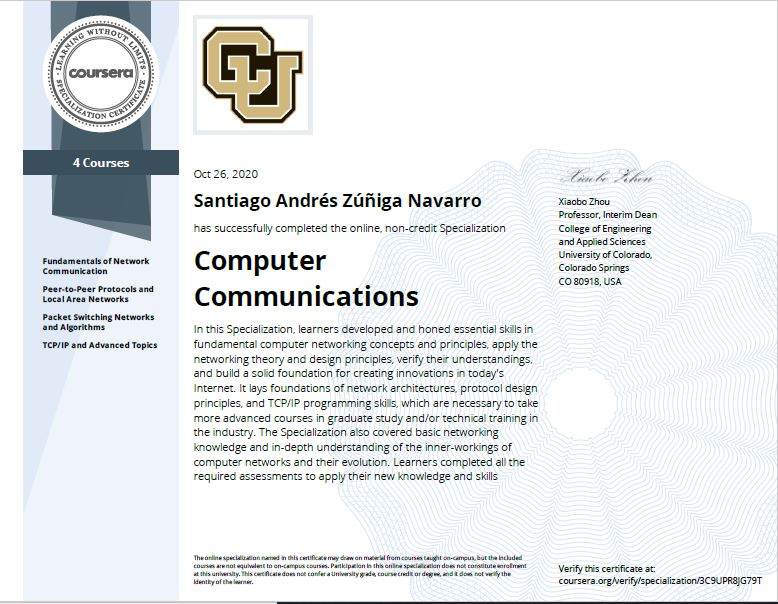 LEARNING WITHOUT LIMITS
coursera
SPECIALIZATION CERTIFICATE
CU
4 Courses
Fundamentals of Network
Communication
Peer-to-Peer Protocols and
Local Area Networks
Packet Switching Networks
and Algorithms
TCP/IP and Advanced Topics
Oct 26, 2020
Santiago Andrés Zúñiga Navarro
has successfully completed the online, non-credit Specialization
Computer
Communications
In this Specialization, learners developed and honed essential skills in
fundamental computer networking concepts and principles, apply the
networking theory and design principles, verify their understandings,
and build a solid foundation for creating innovations in today's
Internet. It lays foundations of network architectures, protocol design
principles, and TCP/IP programming skills, which are necessary to take
more advanced courses in graduate study and/or technical training in
the industry. The Specialization also covered basic networking
knowledge and in-depth understanding of the inner-workings of
computer networks and their evolution. Learners completed all the
required assessments to apply their new knowledge and skills
The online specialization named in this certificate may draw on material from courses taught on-campus, but the included
courses are not equivalent to on-campus courses. Participation in this online specialization does not constitute enrollment
at this university. This certificate does not confer a University grade, course credit or degree, and it does not verify the
identity of the learner.
Xiaobo Zhou
Xiaobo Zhou
Professor, Interim Dean
College of Engineering
and Applied Sciences
University of Colorado,
Colorado Springs
CO 80918, USA
Verify this certificate at:
coursera.org/verify/specialization/3C9UPR8JG79T